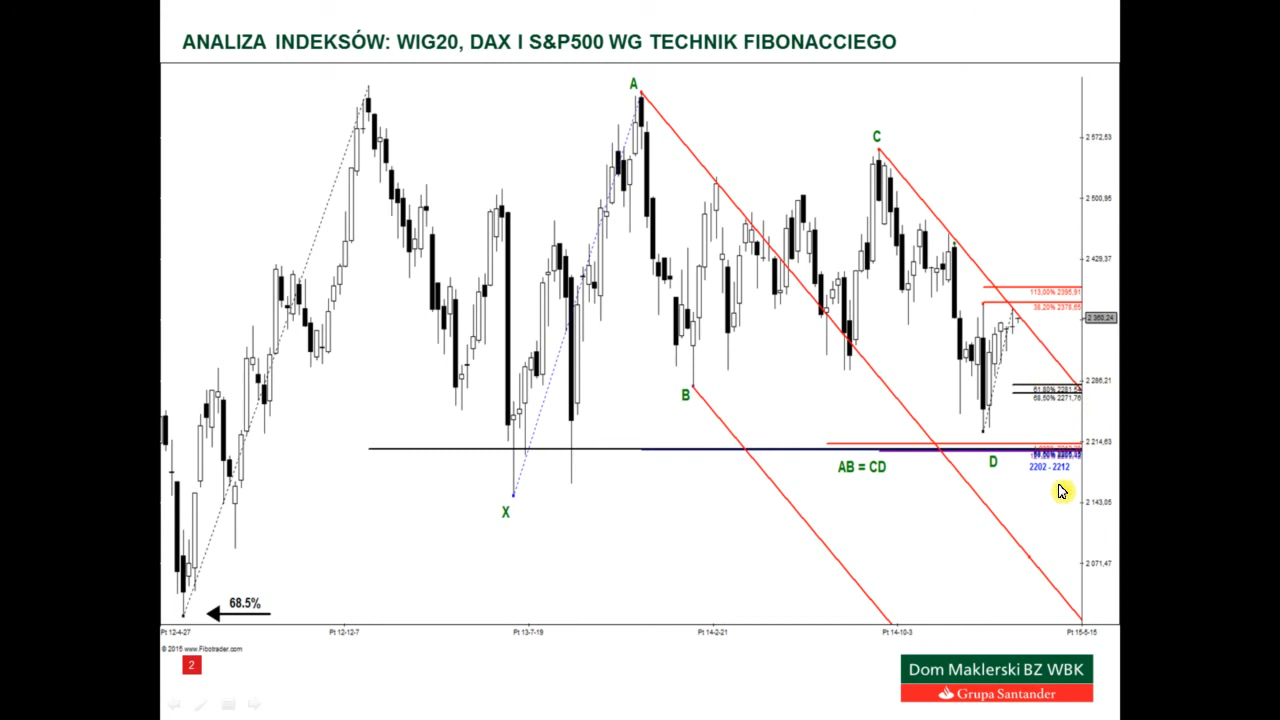 ANALIZA INDEKSÓW: WIG20, DAX I S&P500 WG TECHNIK FIBONACCIEGO
A
C
2 572,53
2 500,95
2 429,37
113,00% 2395,91
38,20% 2378,65
2 360,24
2 286,21
61,80% 2281,54
68,50% 2271,76
B
2 214,63
AB = CD
D
2202 - 2212
2 143,05
X
2 071,47
68.5%
Pt 12-4-27
Pt 12-12-7
Pt 13-7-19
Pt 14-2-21
Pt 14-10-3
Pt 15-5-15
© 2015 www.Fibotrader.com
2
Dom Maklerski BZ WBK
Grupa Santander